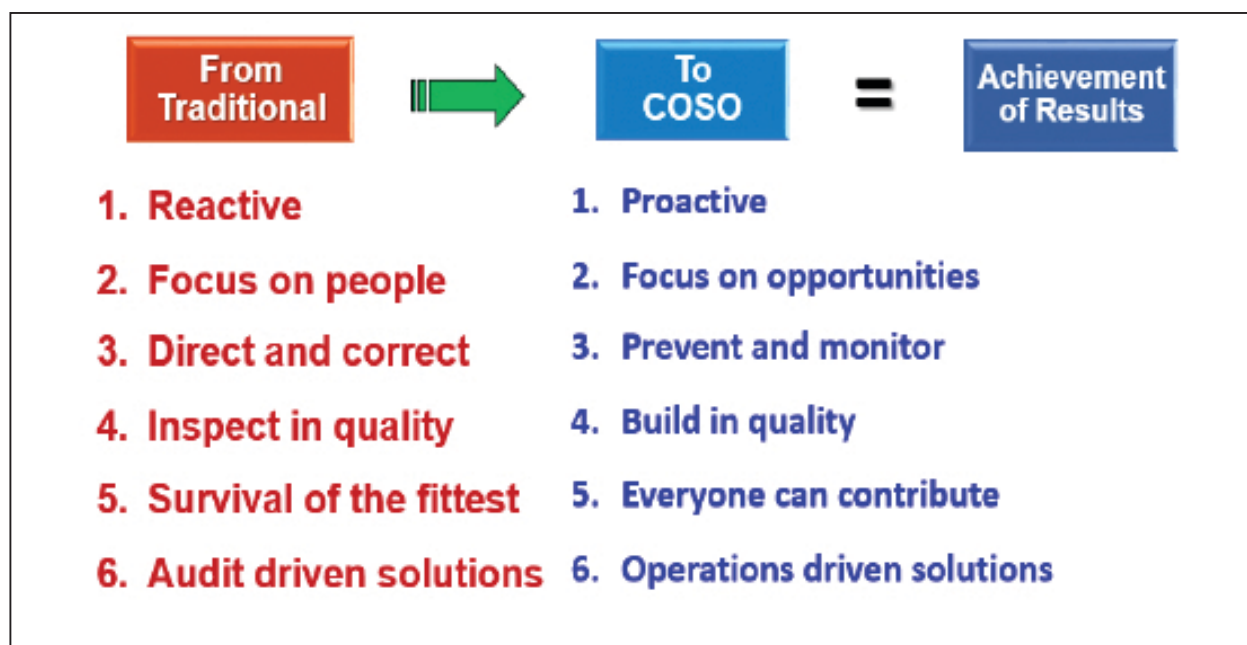 From
Traditional
To
COSO
=
Achievement
of Results
1. Reactive
2. Focus on people
3. Direct and correct
4. Inspect in quality
5. Survival of the fittest
6. Audit driven solutions
1. Proactive
2. Focus on opportunities
3. Prevent and monitor
4. Build in quality
5. Everyone can contribute
6. Operations driven solutions